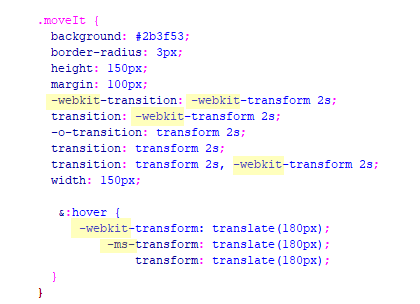 .moveIt {
background: #2b3f53;
border-radius: 3px;
height: 150px;
margin: 100px;
-webkit-transition: -webkit-transform 2s;
transition: -webkit-transform 2s;
-o-transition: transform 2s;
transition: transform 2s;
transition: transform 2s, -webkit-transform 2s;
width: 150px;
&:hover {
-webkit-transform: translate(180px);
-ms-transform: translate(180px);
transform: translate(180px);
}
}